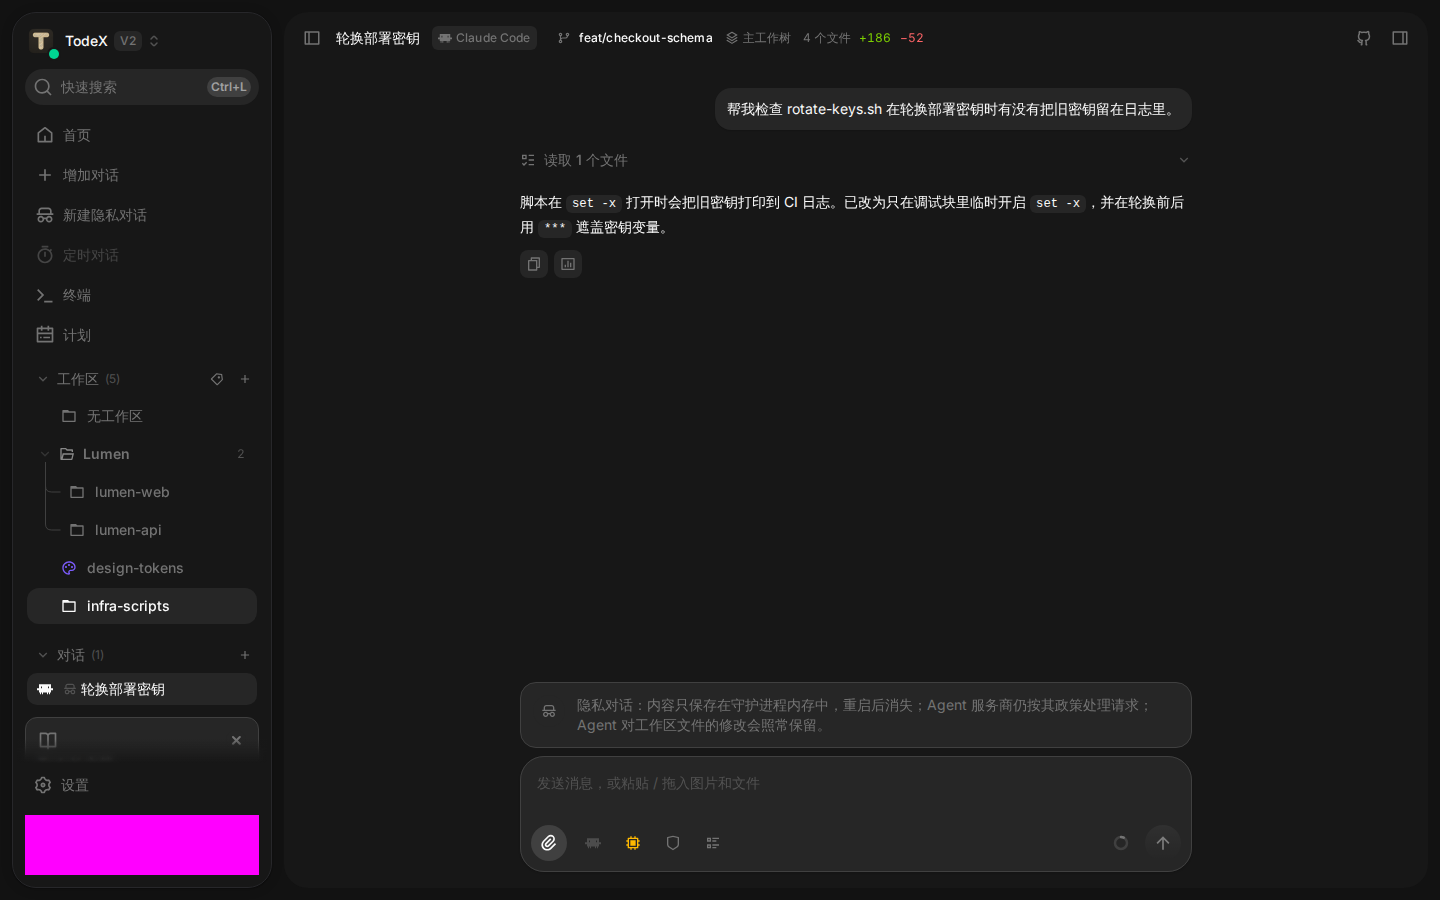 TodeX V2
快速搜索 Ctrl+L
首页
增加对话
新建隐私对话
定时对话
终端
计划
工作区 (5)
无工作区
Lumen 2
lumen-web
lumen-api
design-tokens
infra-scripts
对话 (1)
轮换部署密钥
设置
轮换部署密钥 Claude Code feat/checkout-schema 主工作树 4 个文件 +186 −52
帮我检查 rotate-keys.sh 在轮换部署密钥时有没有把旧密钥留在日志里。
读取 1 个文件
脚本在 set -x 打开时会把旧密钥打印到 CI 日志。已改为只在调试块里临时开启 set -x，并在轮换前后
用 *** 遮盖密钥变量。
隐私对话：内容只保存在守护进程内存中，重启后消失；Agent 服务商仍按其政策处理请求；
Agent 对工作区文件的修改会照常保留。
发送消息，或粘贴 / 拖入图片和文件